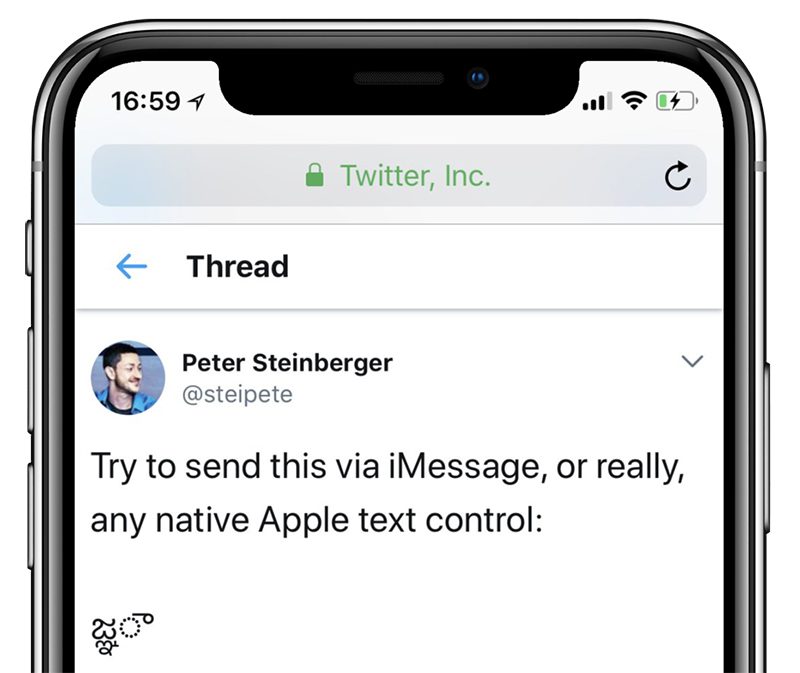 16:59
Twitter, Inc.
Thread
Peter Steinberger
@steipete
Try to send this via iMessage, or really,
any native Apple text control:
జ్ఞ◌ా